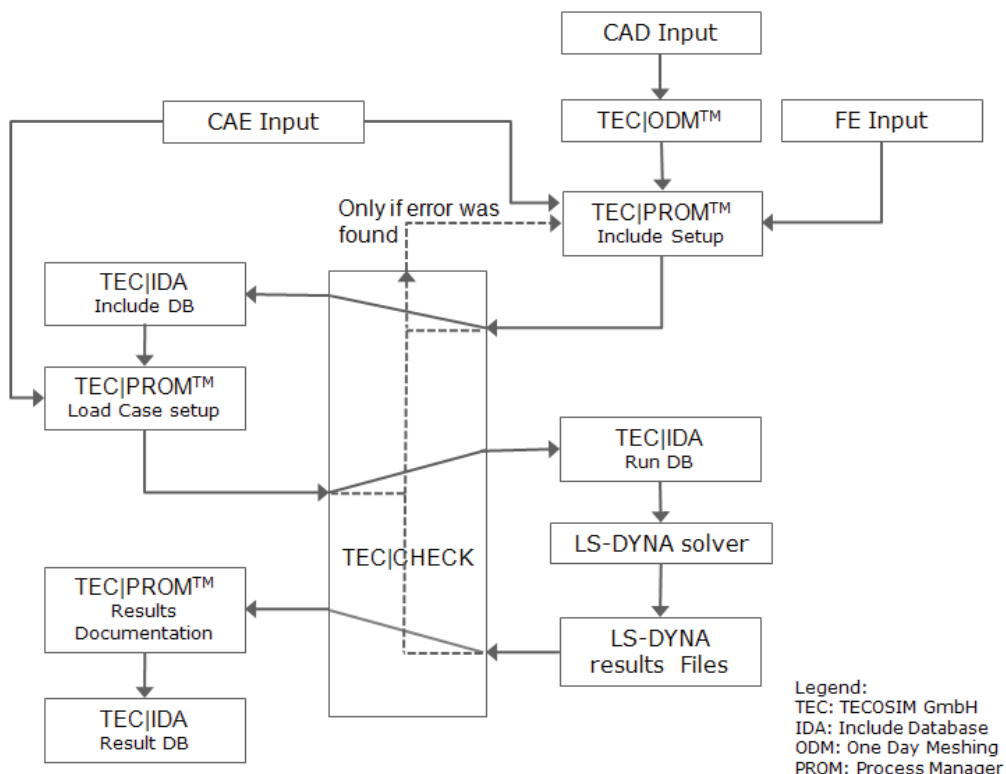 CAD Input
CAE Input
TEC|ODM™
FE Input
Only if error was
found
TEC|PROM™
Include Setup
TEC|IDA
Include DB
TEC|PROM™
Load Case setup
TEC|IDA
Run DB
TEC|CHECK
LS-DYNA solver
TEC|PROM™
Results
Documentation
LS-DYNA
results Files
TEC|IDA
Result DB
Legend:
TEC: TECOSIM GmbH
IDA: Include Database
ODM: One Day Meshing
PROM: Process Manager